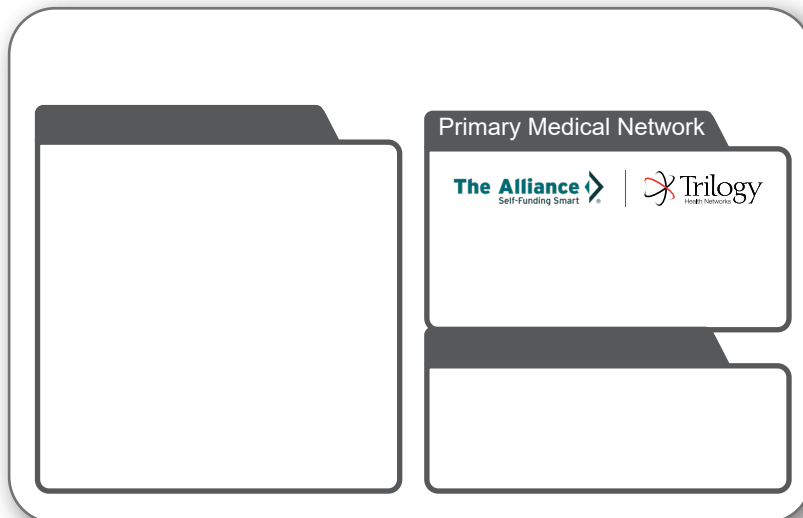 Primary Medical Network
The Alliance
Self-Funding Smart ®
Trilogy
Health Networks